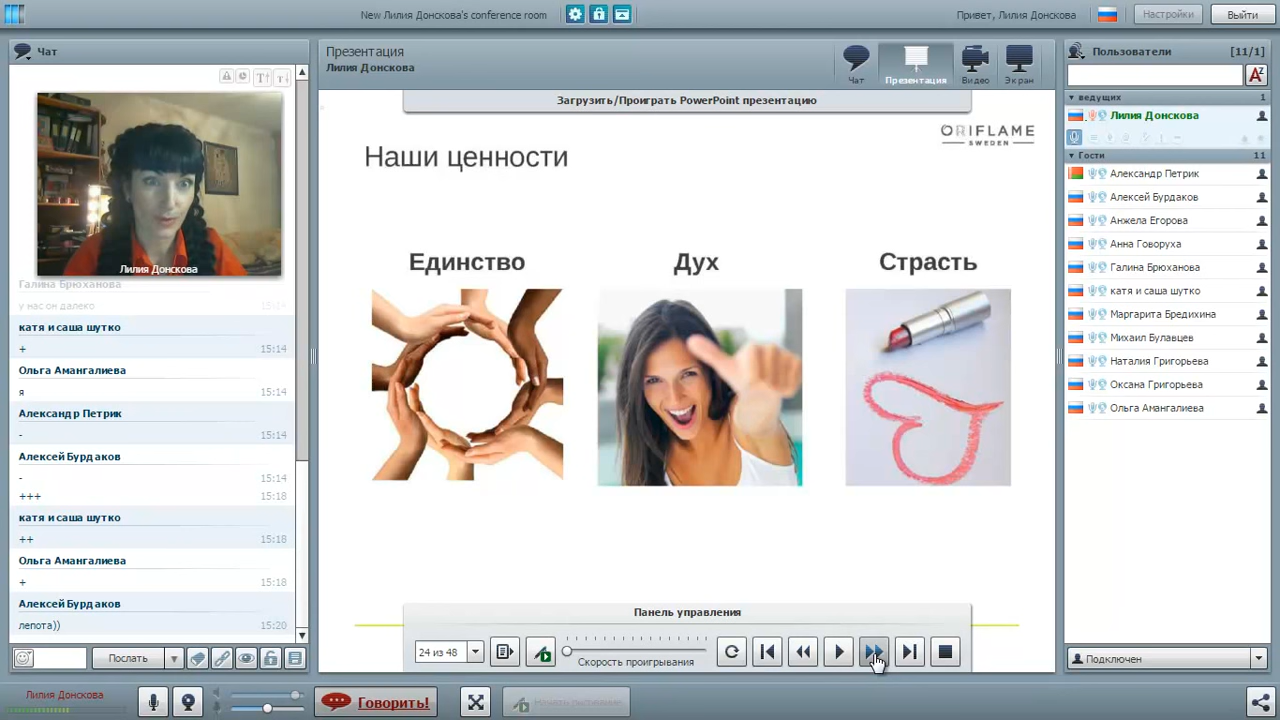 New Лилия Донскова's conference room
Привет, Лилия Донскова
Настройки
Выйти
Чат
Лилия Донскова
Галина Брюханова
у нас он далеко
15:14
катя и саша шутко
+
15:14
Ольга Амангалиева
я
15:14
Александр Петрик
-
15:14
Алексей Бурдаков
-
15:14
+++
15:18
катя и саша шутко
++
15:18
Ольга Амангалиева
+
15:18
Алексей Бурдаков
лепота))
15:20
Послать
Презентация
Лилия Донскова
Чат
Презентация
Видео
Экран
Загрузить/Проиграть PowerPoint презентацию
ORIFLAME
SWEDEN
Наши ценности
Единство
Дух
Страсть
Панель управления
24 из 48
Скорость проигрывания
Пользователи
[11/1]
ведущих
1
Лилия Донскова
Гости
11
Александр Петрик
Алексей Бурдаков
Анжела Егорова
Анна Говоруха
Галина Брюханова
катя и саша шутко
Маргарита Бредихина
Михаил Булавцев
Наталия Григорьева
Оксана Григорьева
Ольга Амангалиева
Подключен
Лилия Донскова
Говорить!